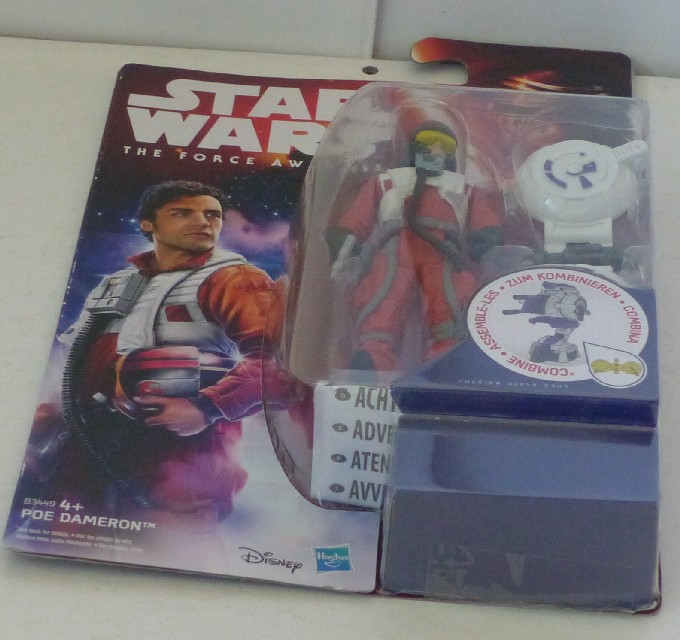 STAR
WARS
THE FORCE AW
ZUM KOMBINIEREN • COMBINA
• COMBINE • ASSEMBLE-LES •
ACH
ADVE
ATEN
AVV
B3449 4+
POE DAMERON™
Disney
Hasbro